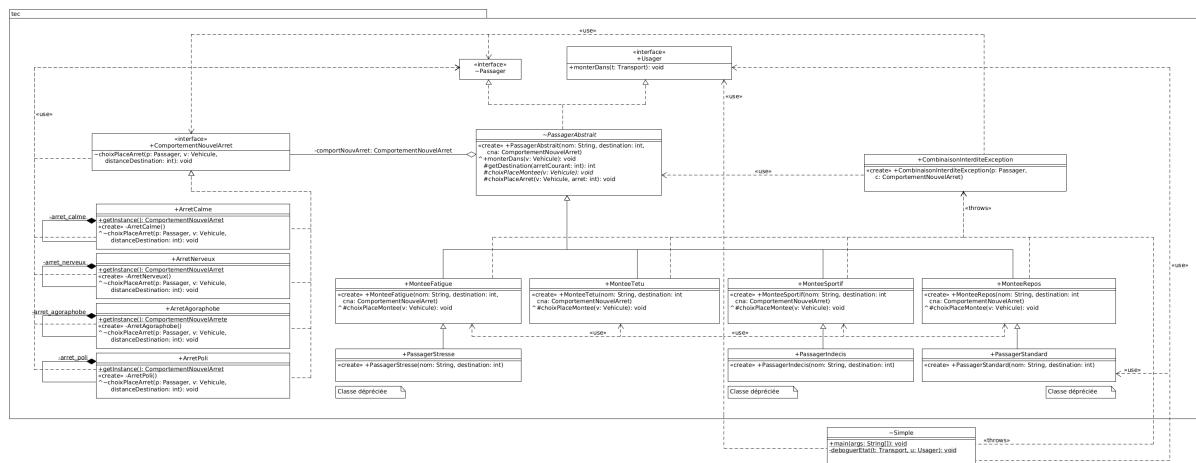 tec
«use»
«interface»
~Passager
«interface»
+Usager
+monterDans(t: Transport): void
«use»
«use»
«interface»
+ComportementNouvelArret
~choixPlaceArret(p: Passager, v: Vehicule,
distanceDestination: int): void
-comportNouvArret: ComportementNouvelArret
~PassagerAbstrait
«create» +PassagerAbstrait(nom: String, destination: int,
cna: ComportementNouvelArret)
^+monterDans(v: Vehicule): void
#getDestination(arretCourant: int): int
#choixPlaceMontee(v: Vehicule): void
~choixPlaceArret(v: Vehicule, arret: int): void
«use»
+CombinaisonInterditeException
«create» +CombinaisonInterditeException(p: Passager,
c: ComportementNouvelArret)
«throws»
«use»
-arret_calme
+ArretCalme
+getInstance(): ComportementNouvelArret
«create» -ArretCalme()
^~choixPlaceArret(p: Passager, v: Vehicule,
distanceDestination: int): void
-arret_nerveux
+ArretNerveux
+getInstance(): ComportementNouvelArret
«create» -ArretNerveux()
^~choixPlaceArret(p: Passager, v: Vehicule,
distanceDestination: int): void
-arret_agoraphobe
+ArretAgoraphobe
+getInstance(): ComportementNouvelArrete
«create» -ArretAgoraphobe()
^~choixPlaceArret(p: Passager, v: Vehicule,
distanceDestination: int): void
-arret_poli
+ArretPoli
+getInstance(): ComportementNouvelArret
«create» -ArretPoli()
^~choixPlaceArret(p: Passager, v: Vehicule,
distanceDestination: int): void
+MonteeFatigue
«create» +MonteeFatigue(nom: String, destination: int,
cna: ComportementNouvelArret)
^#choixPlaceMontee(v: Vehicule): void
+MonteeTetu
«create» +MonteeTetu(nom: String, destination: int
cna: ComportementNouvelArret)
^#choixPlaceMontee(v: Vehicule): void
+MonteeSportif
«create» +MonteeSportif(nom: String, destination: int
cna: ComportementNouvelArret)
^#choixPlaceMontee(v: Vehicule): void
+MonteeRepos
«create» +MonteeRepos(nom: String, destination: int
cna: ComportementNouvelArret)
^#choixPlaceMontee(v: Vehicule): void
«use»
«use»
+PassagerStresse
«create» +PassagerStresse(nom: String, destination: int)
+PassagerIndecis
«create» +PassagerIndecis(nom: String, destination: int)
+PassagerStandard
«create» +PassagerStandard(nom: String, destination: int)
«use»
Classe dépréciée
Classe dépréciée
Classe dépréciée
~Simple
+main(args: String[]): void
-deboguerEtat(t: Transport, u: Usager): void
«throws»